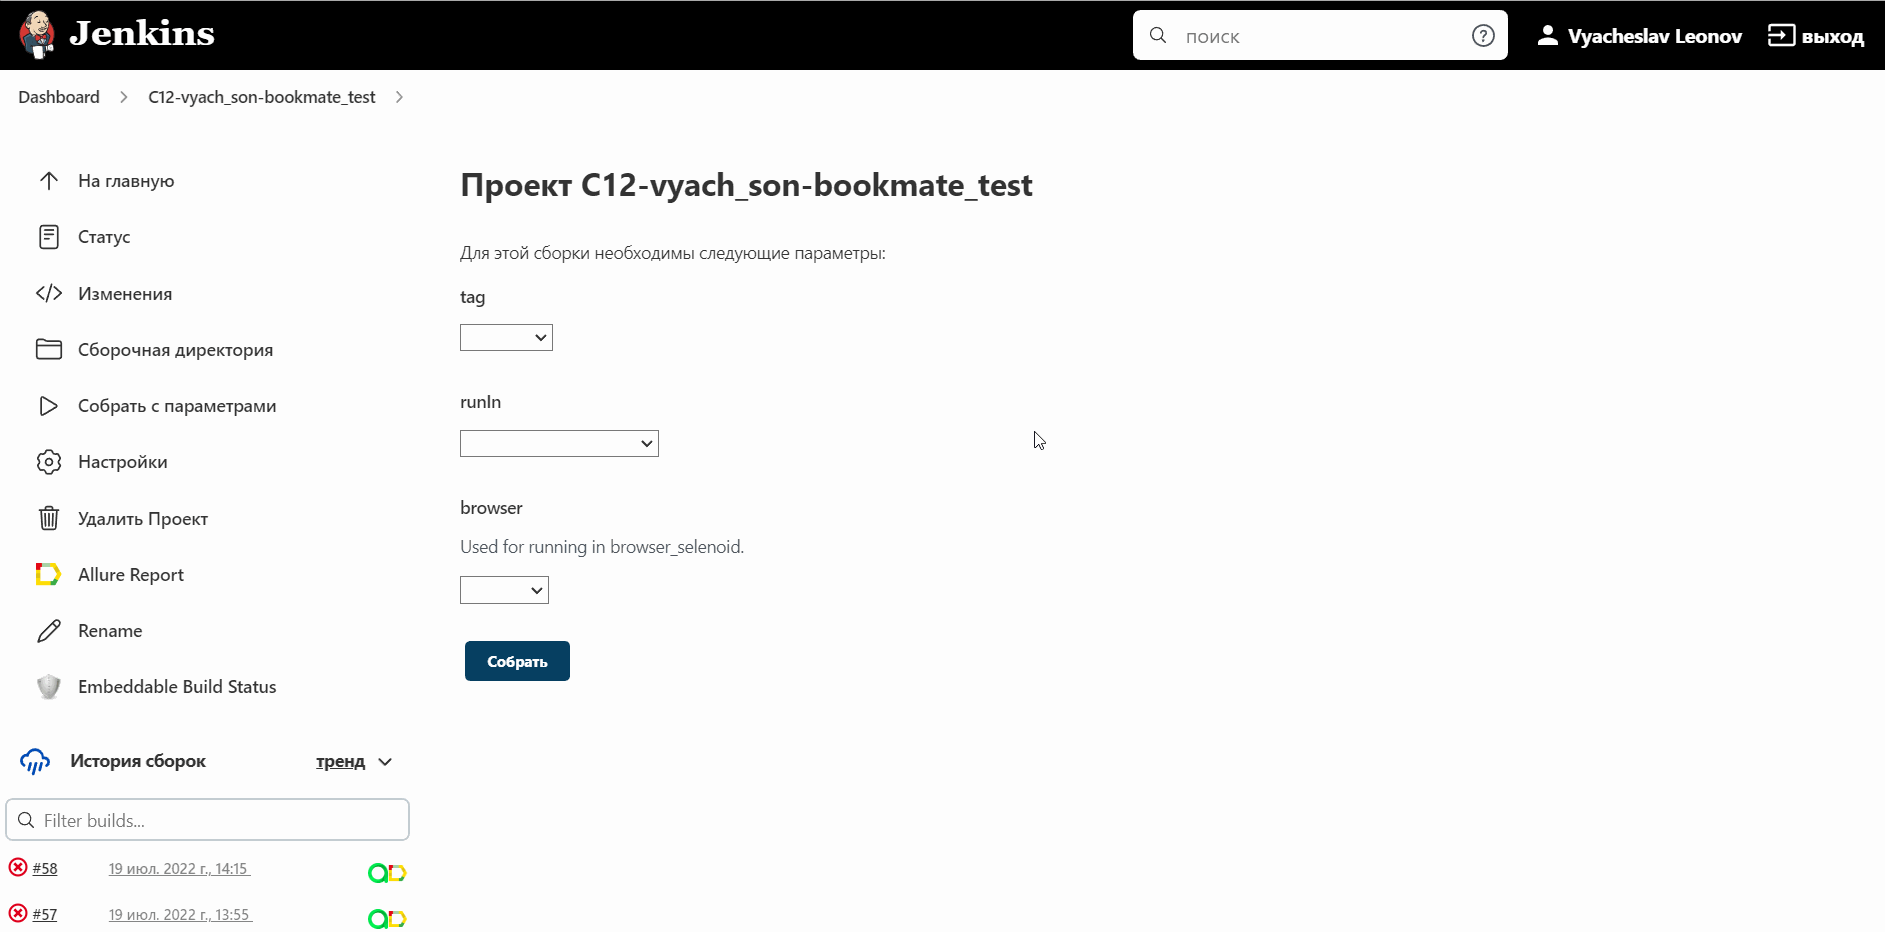 Jenkins
поиск
Vyacheslav Leonov
выход
Dashboard
C12-vyach_son-bookmate_test
На главную
Статус
Изменения
Сборочная директория
Собрать с параметрами
Настройки
Удалить Проект
Allure Report
Rename
Embeddable Build Status
История сборок
тренд
Filter builds...
#58 19 июл. 2022 г., 14:15
#57 19 июл. 2022 г., 13:55
Проект C12-vyach_son-bookmate_test
Для этой сборки необходимы следующие параметры:
tag
runIn
browser
Used for running in browser_selenoid.
Собрать